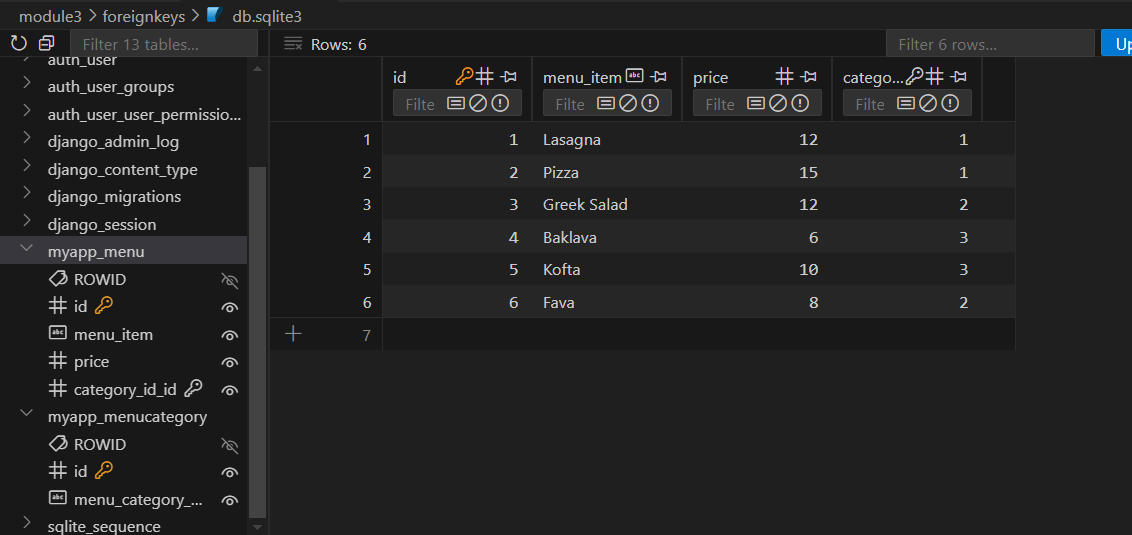 module3 > foreignkeys > db.sqlite3
Filter 13 tables...
Rows: 6
Filter 6 rows...
Up
auth_user
auth_user_groups
auth_user_user_permissio...
django_admin_log
django_content_type
django_migrations
django_session
myapp_menu
ROWID
id
menu_item
price
category_id_id
myapp_menucategory
ROWID
id
menu_category_...
sqlite_sequence
id menu_item price catego...
Filte Filte Filte Filte
1 1 Lasagna 12 1
2 2 Pizza 15 1
3 3 Greek Salad 12 2
4 4 Baklava 6 3
5 5 Kofta 10 3
6 6 Fava 8 2
7